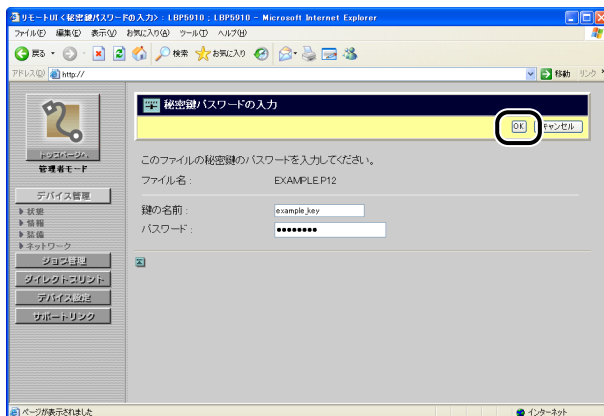 リモートUI <秘密鍵パスワードの入力> : LBP5910 ; LBP5910 - Microsoft Internet Explorer
ファイル(F) 編集(E) 表示(V) お気に入り(A) ツール(T) ヘルプ(H)
戻る 検索 お気に入り
アドレス(D) http:// 移動 リンク
秘密鍵パスワードの入力
OK キャンセル
トップページへ
管理者モード
このファイルの秘密鍵のパスワードを入力してください。
ファイル名 : EXAMPLE.P12
デバイス管理
状態
情報
装備
ネットワーク
鍵の名前 : example_key
パスワード : ●●●●●●●●
ジョブ管理
ダイレクトプリント
デバイス設定
サポートリンク
ページが表示されました インターネット